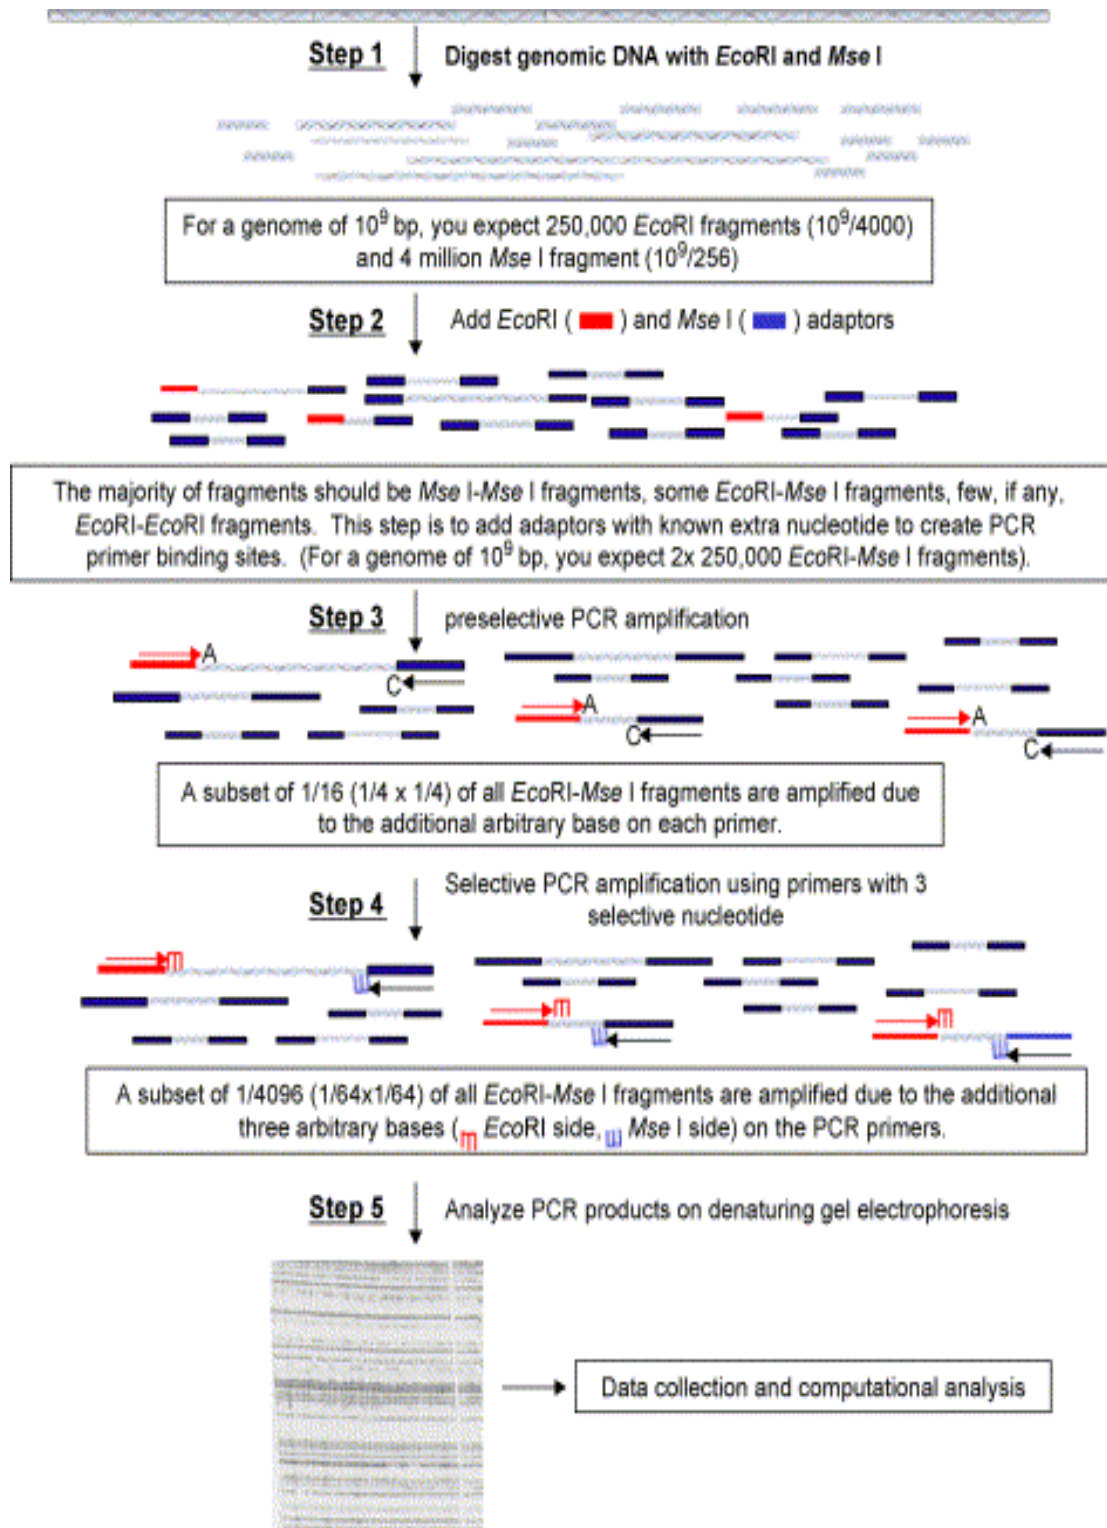 Step 1 Digest genomic DNA with EcoRI and Mse I
For a genome of 10⁹ bp, you expect 250,000 EcoRI fragments (10⁹/4000)
and 4 million Mse I fragment (10⁹/256)
Step 2 Add EcoRI ( ) and Mse I ( ) adaptors
The majority of fragments should be Mse I-Mse I fragments, some EcoRI-Mse I fragments, few, if any,
EcoRI-EcoRI fragments. This step is to add adaptors with known extra nucleotide to create PCR
primer binding sites. (For a genome of 10⁹ bp, you expect 2x 250,000 EcoRI-Mse I fragments).
Step 3 preselective PCR amplification
A
C
A
C
A
C
A subset of 1/16 (1/4 x 1/4) of all EcoRI-Mse I fragments are amplified due
to the additional arbitrary base on each primer.
Step 4 Selective PCR amplification using primers with 3
selective nucleotide
A subset of 1/4096 (1/64x1/64) of all EcoRI-Mse I fragments are amplified due to the additional
three arbitrary bases ( EcoRI side, Mse I side) on the PCR primers.
Step 5 Analyze PCR products on denaturing gel electrophoresis
Data collection and computational analysis